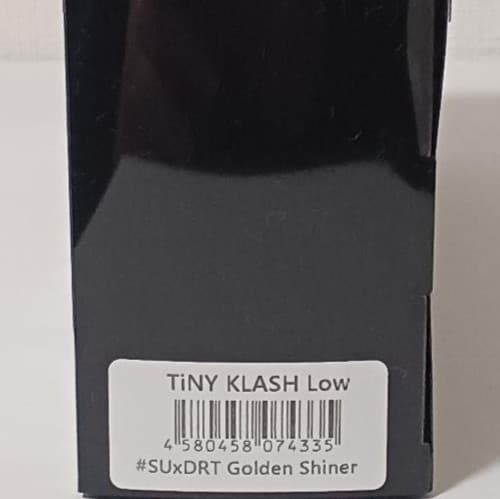 TiNY KLASH Low
4 580458 074335
#SUxDRT Golden Shiner